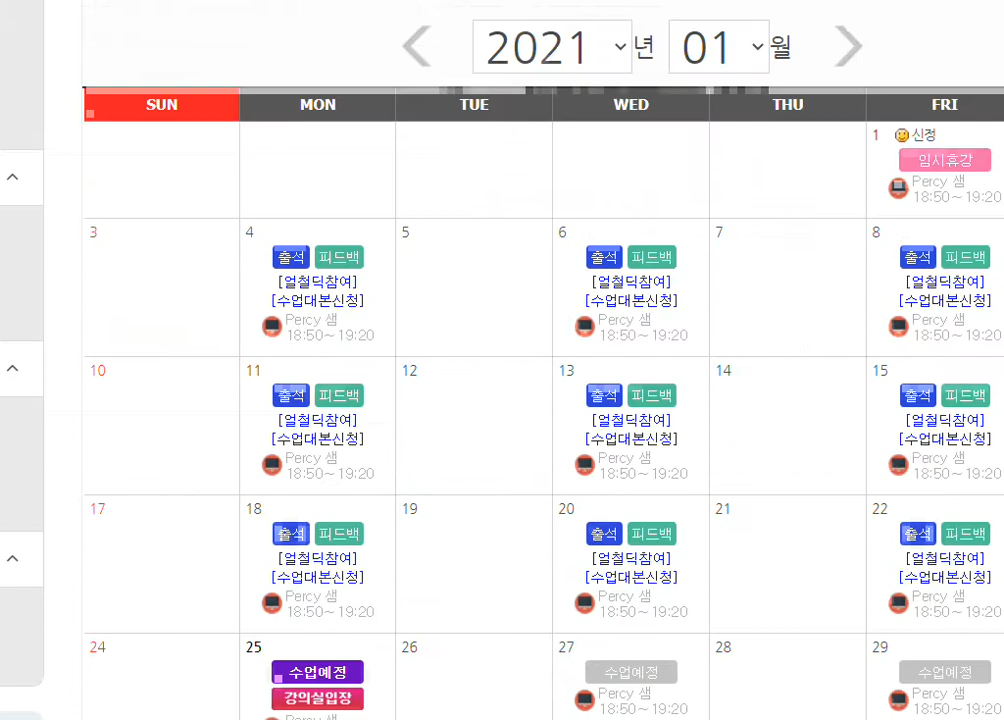 2021 년 01 월
SUN MON TUE WED THU FRI
1 신정
임시휴강
Percy 샘
18:50~19:20
3 4 5 6 7 8
출석 피드백 출석 피드백 출석 피드백
[얼철딕참여] [얼철딕참여] [얼철딕참여]
[수업대본신청] [수업대본신청] [수업대본신청]
Percy 샘 Percy 샘 Percy 샘
18:50~19:20 18:50~19:20 18:50~19:20
10 11 12 13 14 15
출석 피드백 출석 피드백 출석 피드백
[얼철딕참여] [얼철딕참여] [얼철딕참여]
[수업대본신청] [수업대본신청] [수업대본신청]
Percy 샘 Percy 샘 Percy 샘
18:50~19:20 18:50~19:20 18:50~19:20
17 18 19 20 21 22
출석 피드백 출석 피드백 출석 피드백
[얼철딕참여] [얼철딕참여] [얼철딕참여]
[수업대본신청] [수업대본신청] [수업대본신청]
Percy 샘 Percy 샘 Percy 샘
18:50~19:20 18:50~19:20 18:50~19:20
24 25 26 27 28 29
수업예정 수업예정 수업예정
강의실입장 Percy 샘 Percy 샘
Percy 샘 18:50~19:20 18:50~19:20